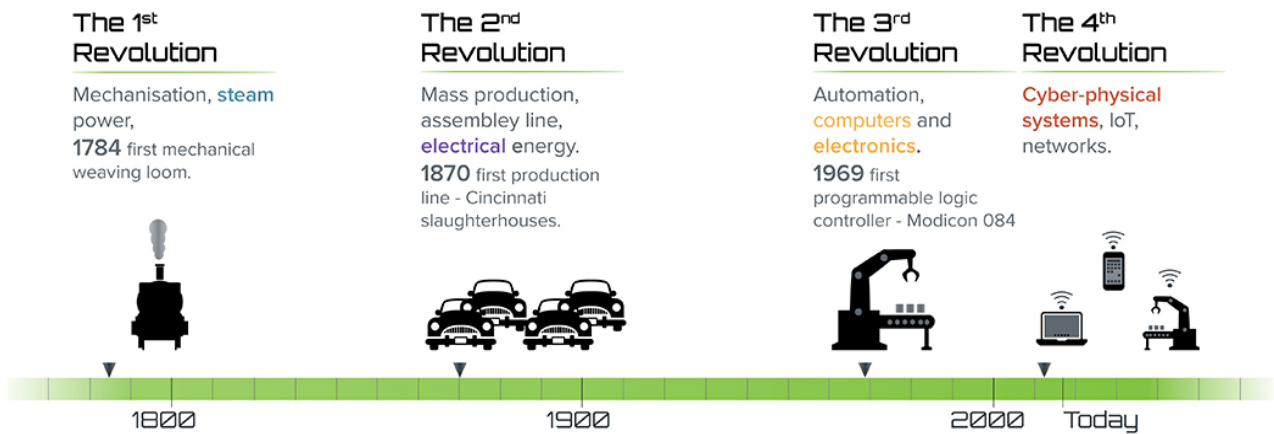 The 1st
Revolution
Mechanisation, steam
power,
1784 first mechanical
weaving loom.
The 2nd
Revolution
Mass production,
assembley line,
electrical energy.
1870 first production
line - Cincinnati
slaughterhouses.
The 3rd
Revolution
Automation,
computers and
electronics.
1969 first
programmable logic
controller - Modicon 084
The 4th
Revolution
Cyber-physical
systems, IoT,
networks.
1800
1900
2000
Today